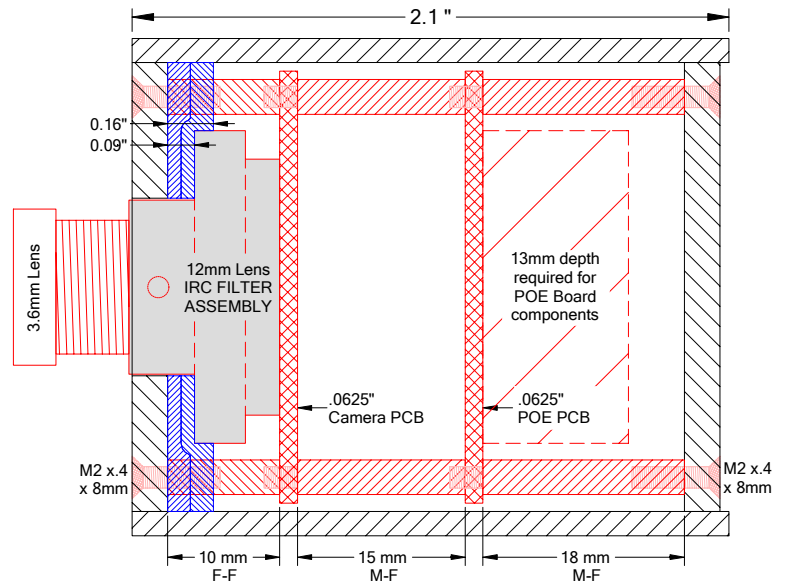 2.1 "
0.16"
0.09"
3.6mm Lens
12mm Lens
IRC FILTER
ASSEMBLY
13mm depth
required for
POE Board
components
.0625"
Camera PCB
.0625"
POE PCB
M2 x.4
x 8mm
M2 x.4
x 8mm
10 mm
F-F
15 mm
M-F
18 mm
M-F